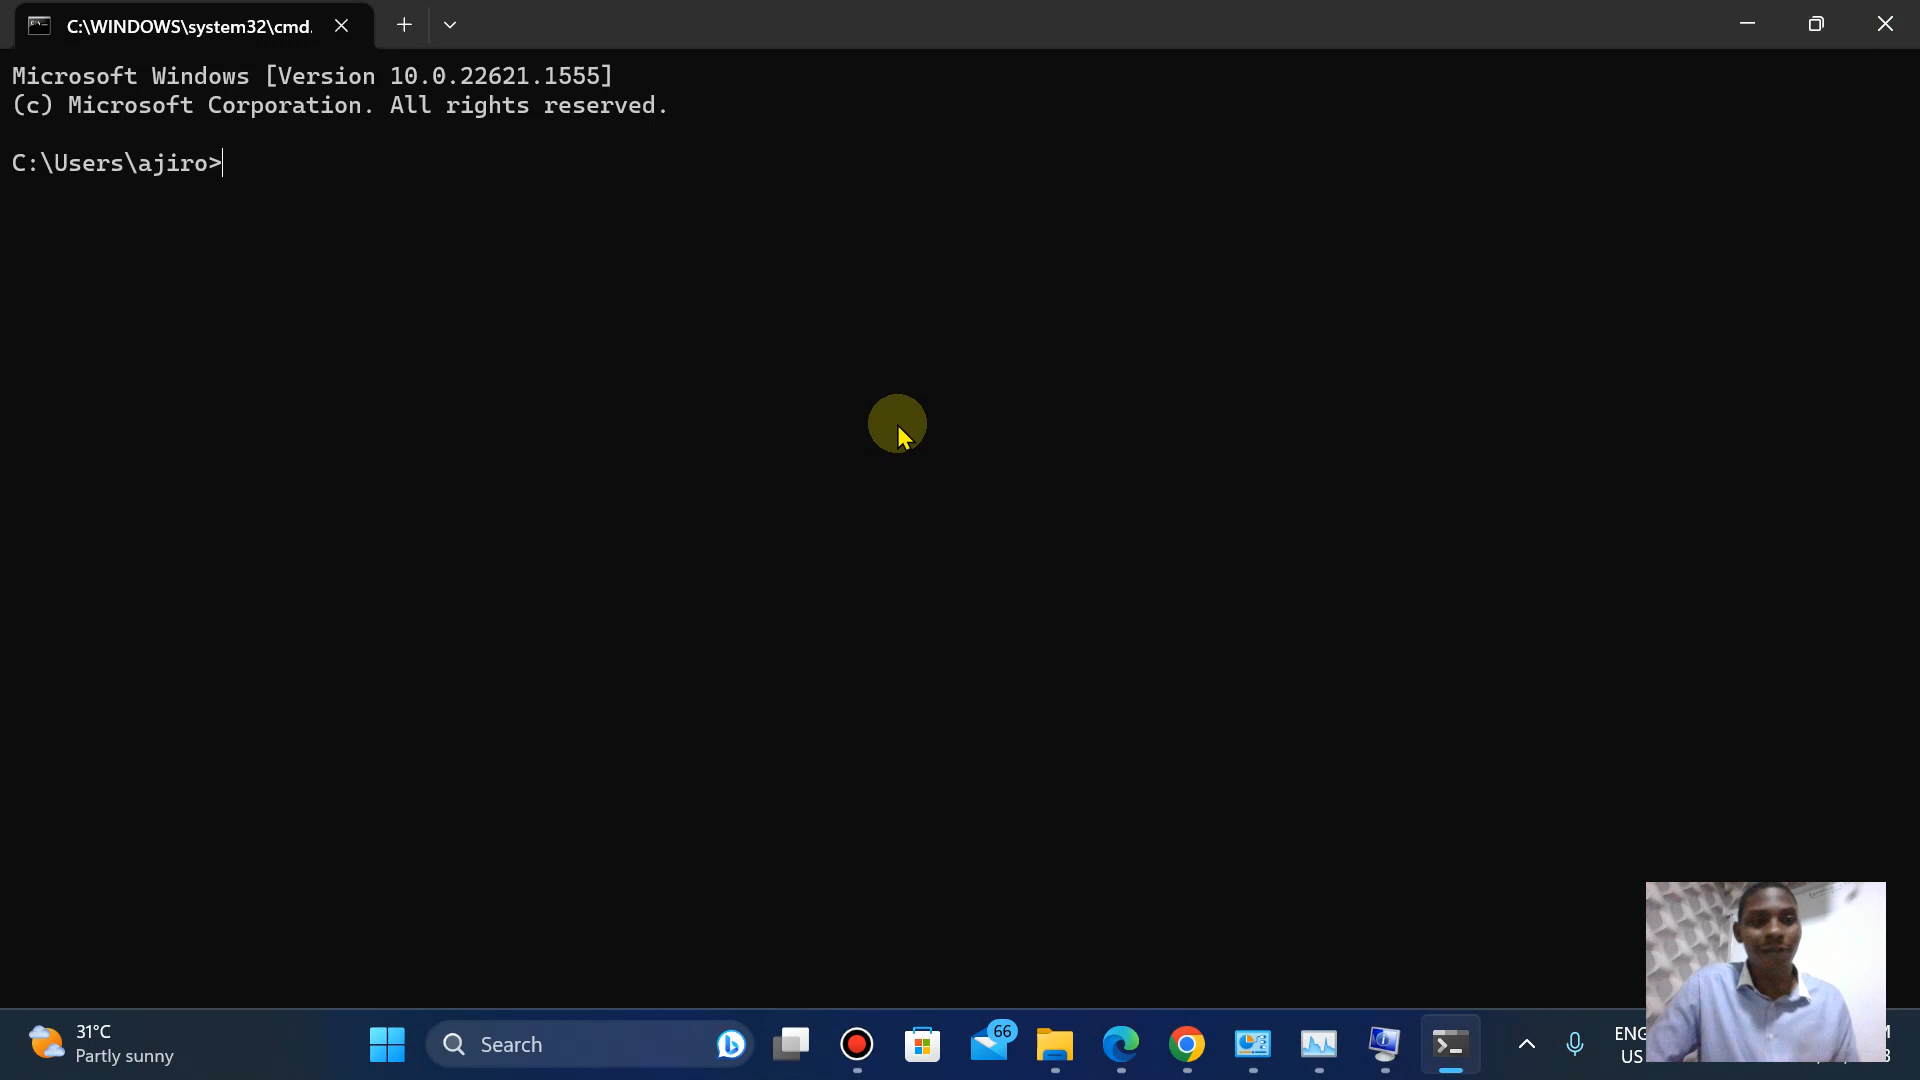 C:\WINDOWS\system32\cmd.
Microsoft Windows [Version 10.0.22621.1555]
(c) Microsoft Corporation. All rights reserved.
C:\Users\ajiro>
31°C
Partly sunny
Search
66
ENG
US